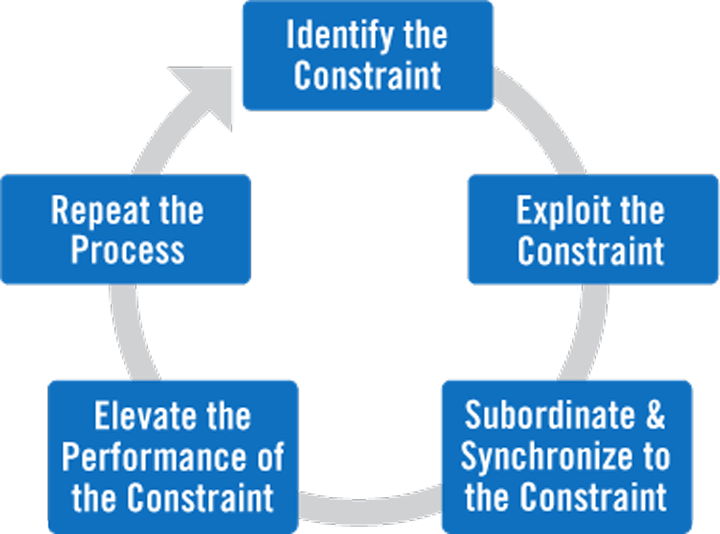 Identify the
Constraint
Exploit the
Constraint
Subordinate &
Synchronize to
the Constraint
Elevate the
Performance of
the Constraint
Repeat the
Process